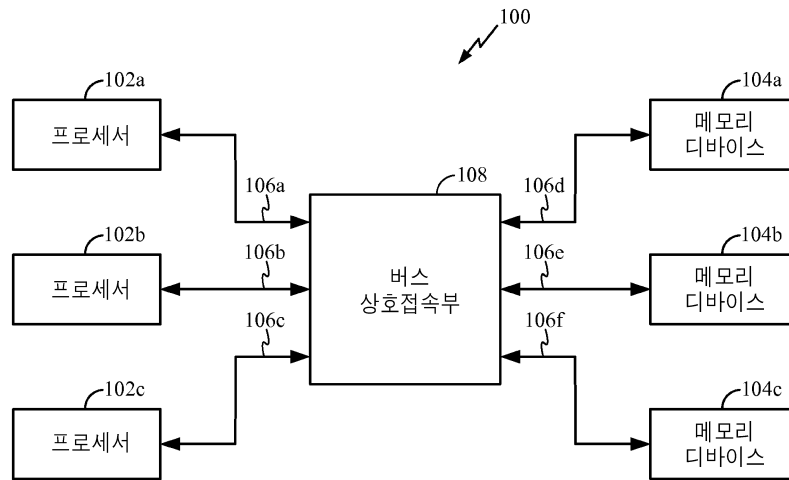 100
102a
프로세서
104a
메모리
디바이스
106a
108
106d
102b
프로세서
106b
버스
상호접속부
106e
104b
메모리
디바이스
106c
106f
102c
프로세서
104c
메모리
디바이스